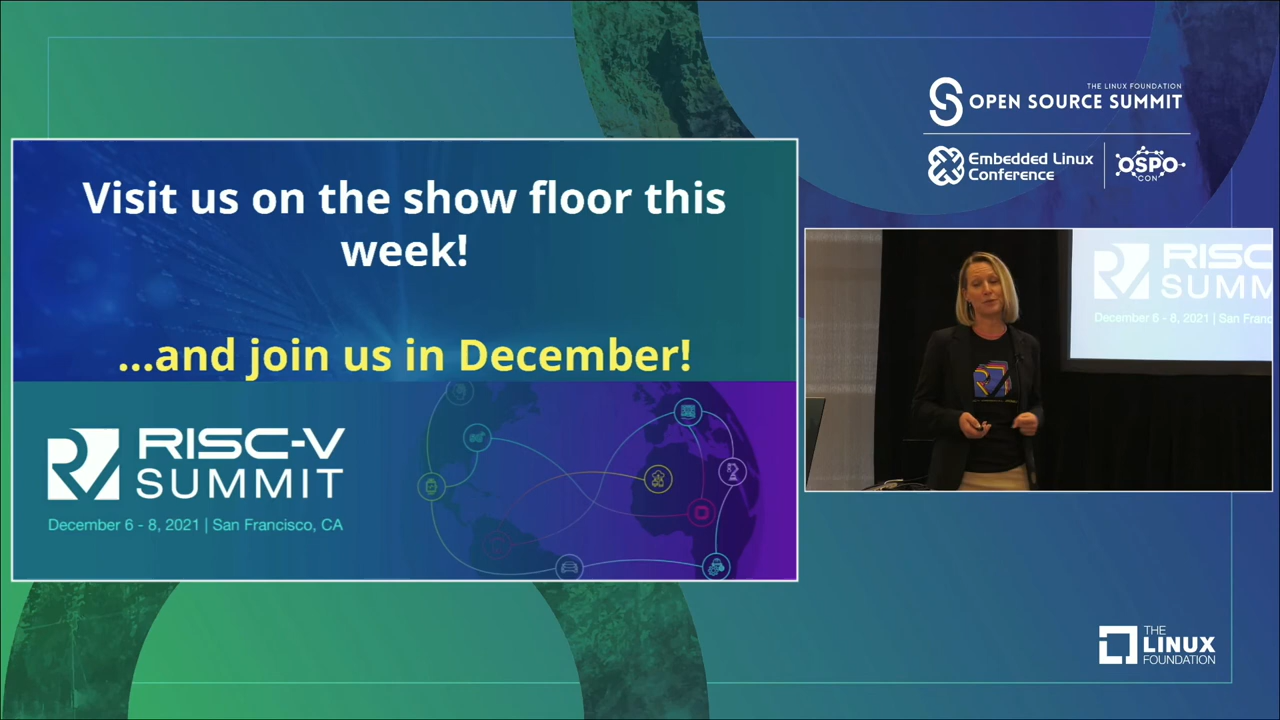 THE LINUX FOUNDATION
OPEN SOURCE SUMMIT
Embedded Linux
Conference
OSPO
CON
Visit us on the show floor this
week!
...and join us in December!
RISC-V
SUMMIT
December 6 - 8, 2021 | San Francisco, CA
RISC
SUMM
December 6 - 8, 2021 | San Franc
THE
LINUX
FOUNDATION